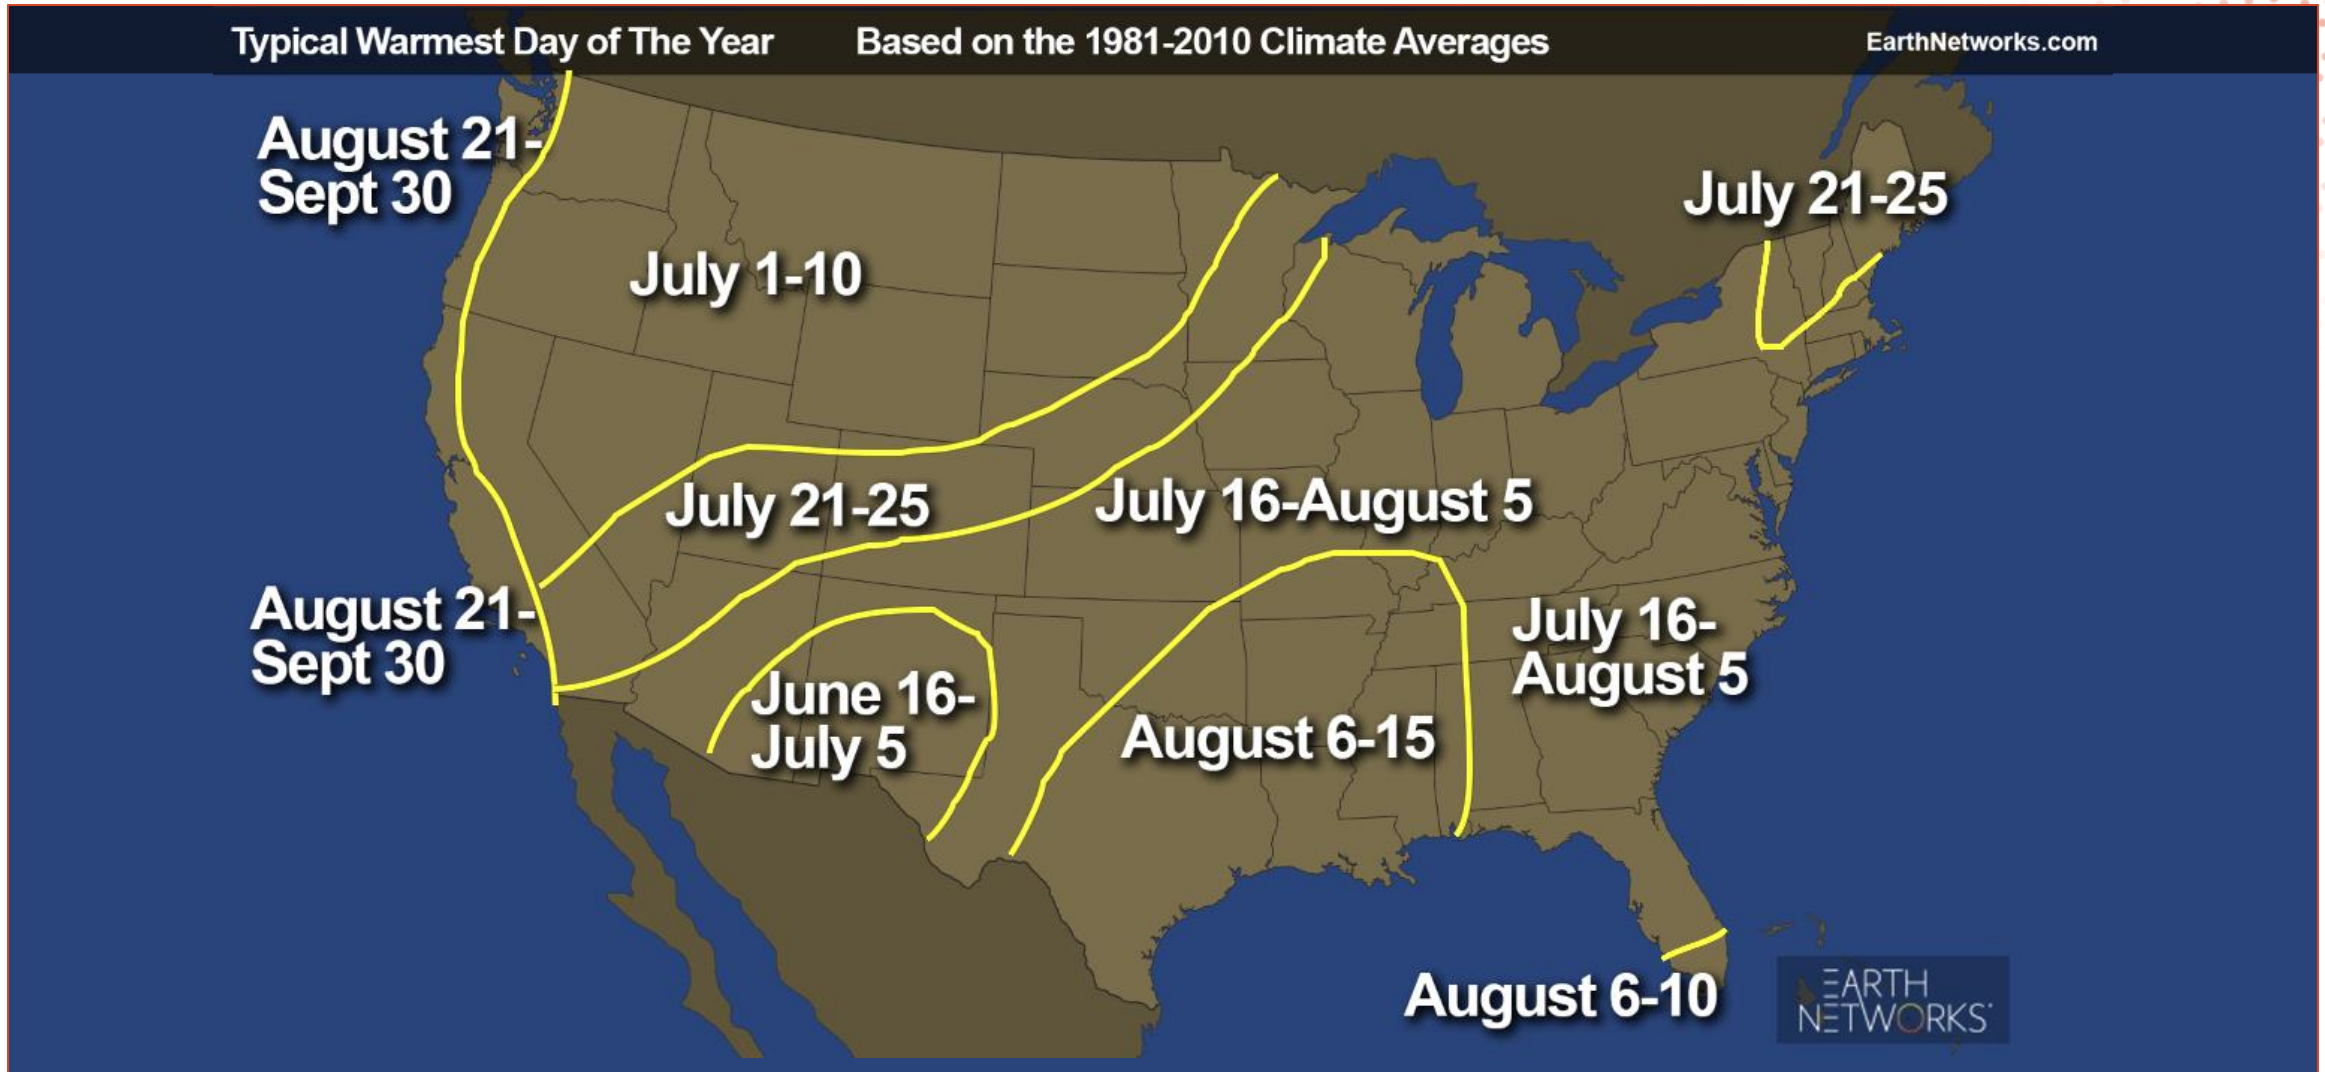 Typical Warmest Day of The Year
Based on the 1981-2010 Climate Averages
EarthNetworks.com
August 21-
Sept 30
July 21-25
July 1-10
July 21-25
July 16-August 5
August 21-
Sept 30
July 16-
August 5
June 16-
July 5
August 6-15
August 6-10
EARTH
NETWORKS